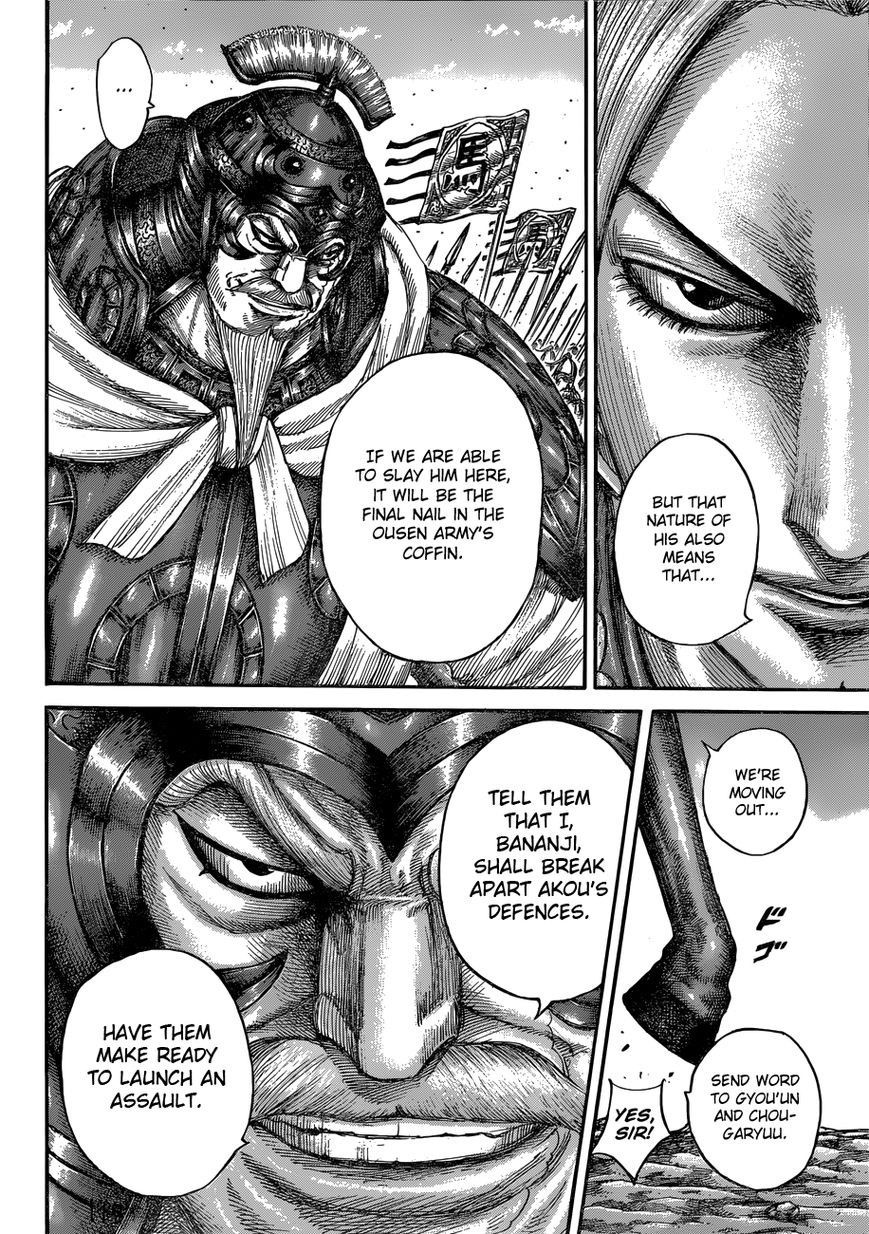 BUT THAT
NATURE OF
HIS ALSO
MEANS
THAT...
...
IF WE ARE ABLE
TO SLAY HIM HERE,
IT WILL BE THE
FINAL NAIL IN THE
OUSEN ARMY'S
COFFIN.
馬
WE'RE
MOVING
OUT...
ドゴ
SEND WORD
TO GYOU'UN
AND CHOU-
GARYUU.
YES,
SIR!
TELL THEM
THAT I,
BANANJI,
SHALL BREAK
APART AKOU'S
DEFENCES.
HAVE THEM
MAKE READY
TO LAUNCH AN
ASSAULT.